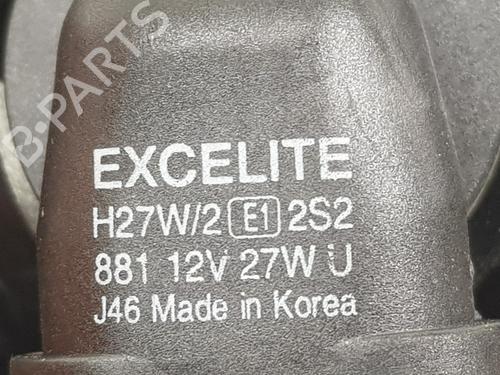 B-PARTS
EXCELITE
H27W/2 E1 2S2
881 12V 27W U
J46 Made in Korea